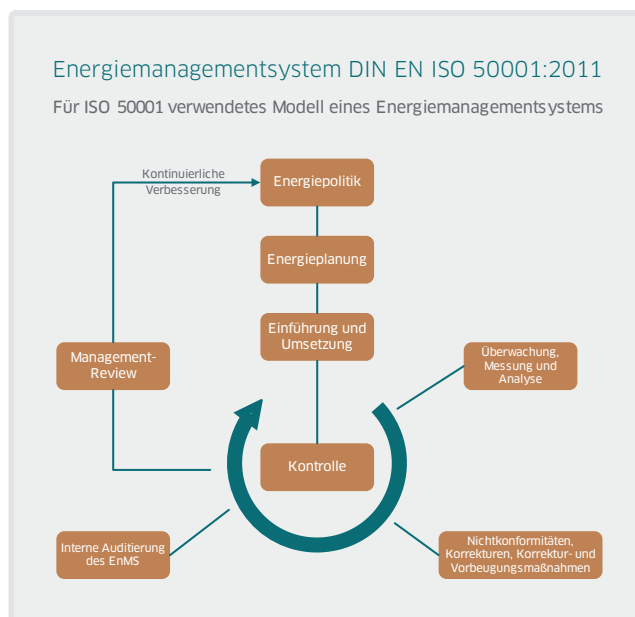 Energiemanagementsystem DIN EN ISO 50001:2011
Für ISO 50001 verwendetes Modell eines Energiemanagementsystems
Kontinuierliche
Verbesserung
Energiepolitik
Energieplanung
Einführung und
Umsetzung
Management-
Review
Überwachung,
Messung und
Analyse
Kontrolle
Interne Auditierung
des EnMS
Nichtkonformitäten,
Korrekturen, Korrektur- und
Vorbeugungsmaßnahmen